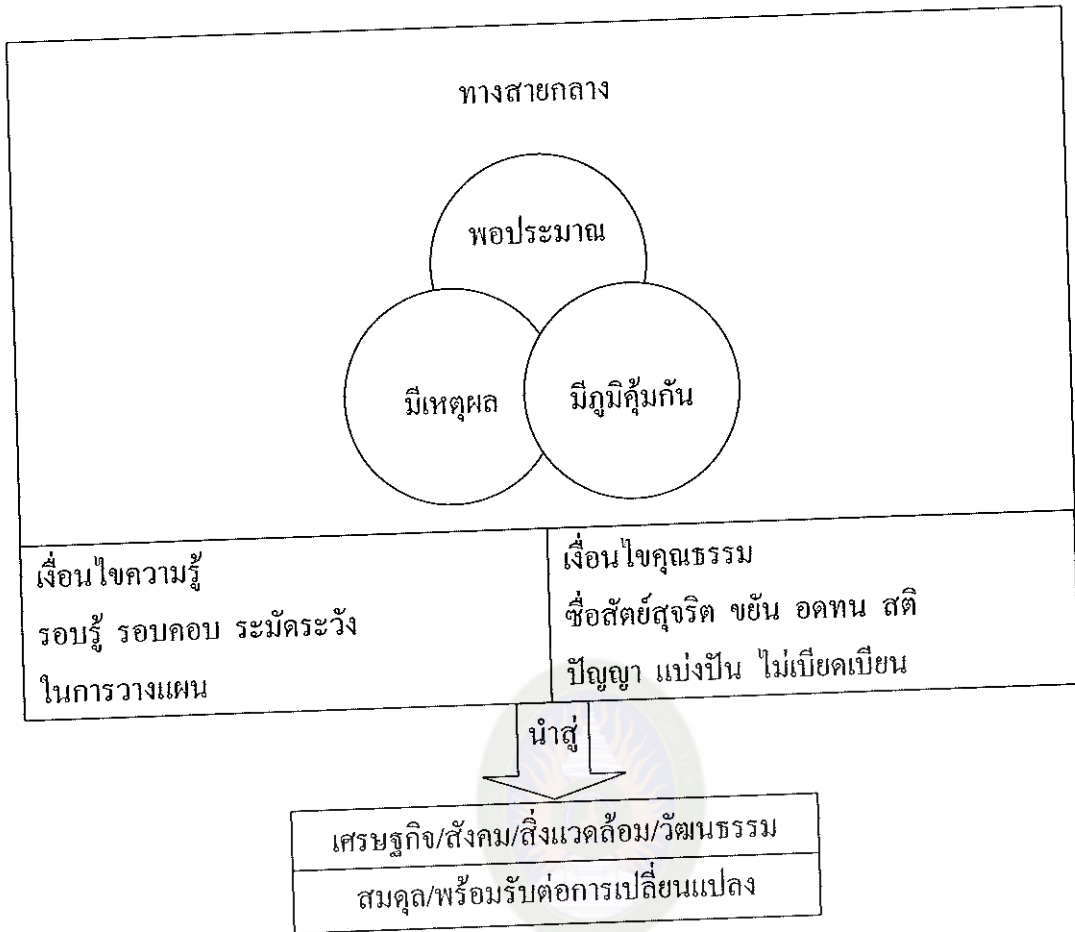 ทางสายกลาง
พอประมาณ
มีเหตุผล
มีภูมิคุ้มกัน
เงื่อนไขความรู้
รอบรู้ รอบคอบ ระมัดระวัง
ในการวางแผน
เงื่อนไขคุณธรรม
ซื่อสัตย์สุจริต ขยัน อดทน สติ
ปัญญา แบ่งปัน ไม่เบียดเบียน
นำสู่
เศรษฐกิจ/สังคม/สิ่งแวดล้อม/วัฒนธรรม
สมดุล/พร้อมรับต่อการเปลี่ยนแปลง